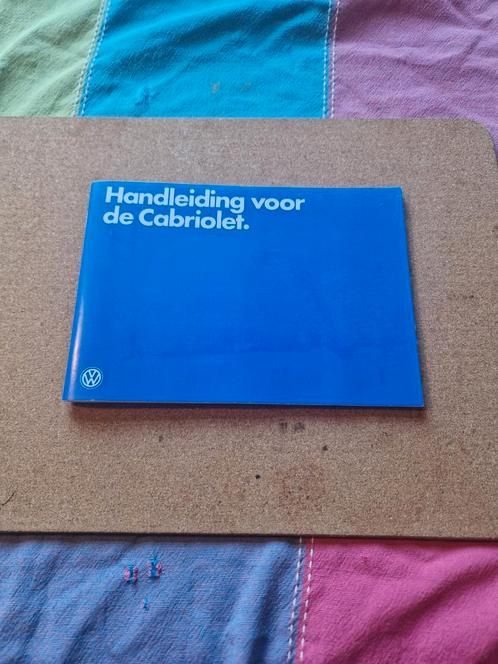 Handleiding voor
de Cabriolet.
VW